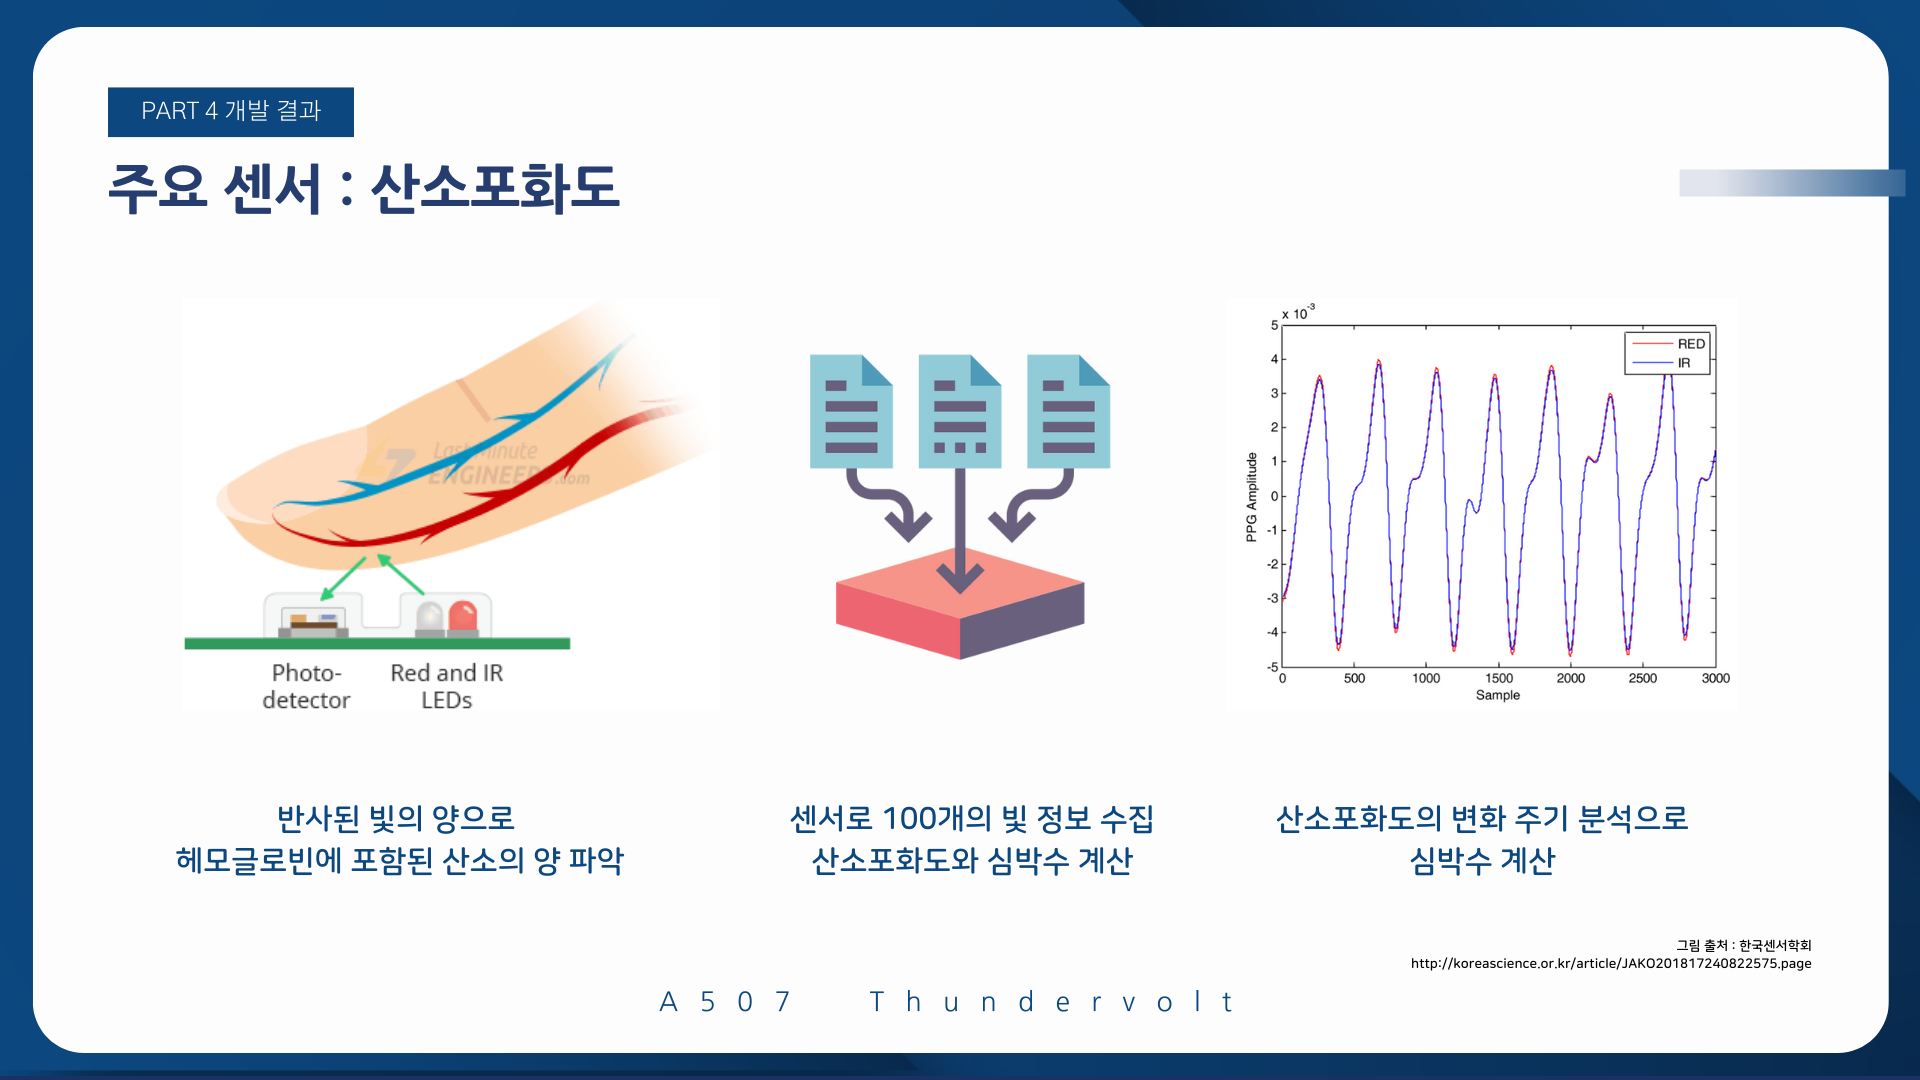 PART 4 개발 결과
주요 센서 : 산소포화도
Last Minute
ENGINEERS.com
Photo-
detector
Red and IR
LEDs
x 10-3
5
4
3
2
1
0
-1
-2
-3
-4
-5
PPG Amplitude
RED
IR
0 500 1000 1500 2000 2500 3000
Sample
반사된 빛의 양으로
헤모글로빈에 포함된 산소의 양 파악
센서로 100개의 빛 정보 수집
산소포화도와 심박수 계산
산소포화도의 변화 주기 분석으로
심박수 계산
그림 출처 : 한국센서학회
http://koreascience.or.kr/article/JAKO201817240822575.page
A507 Thundervolt